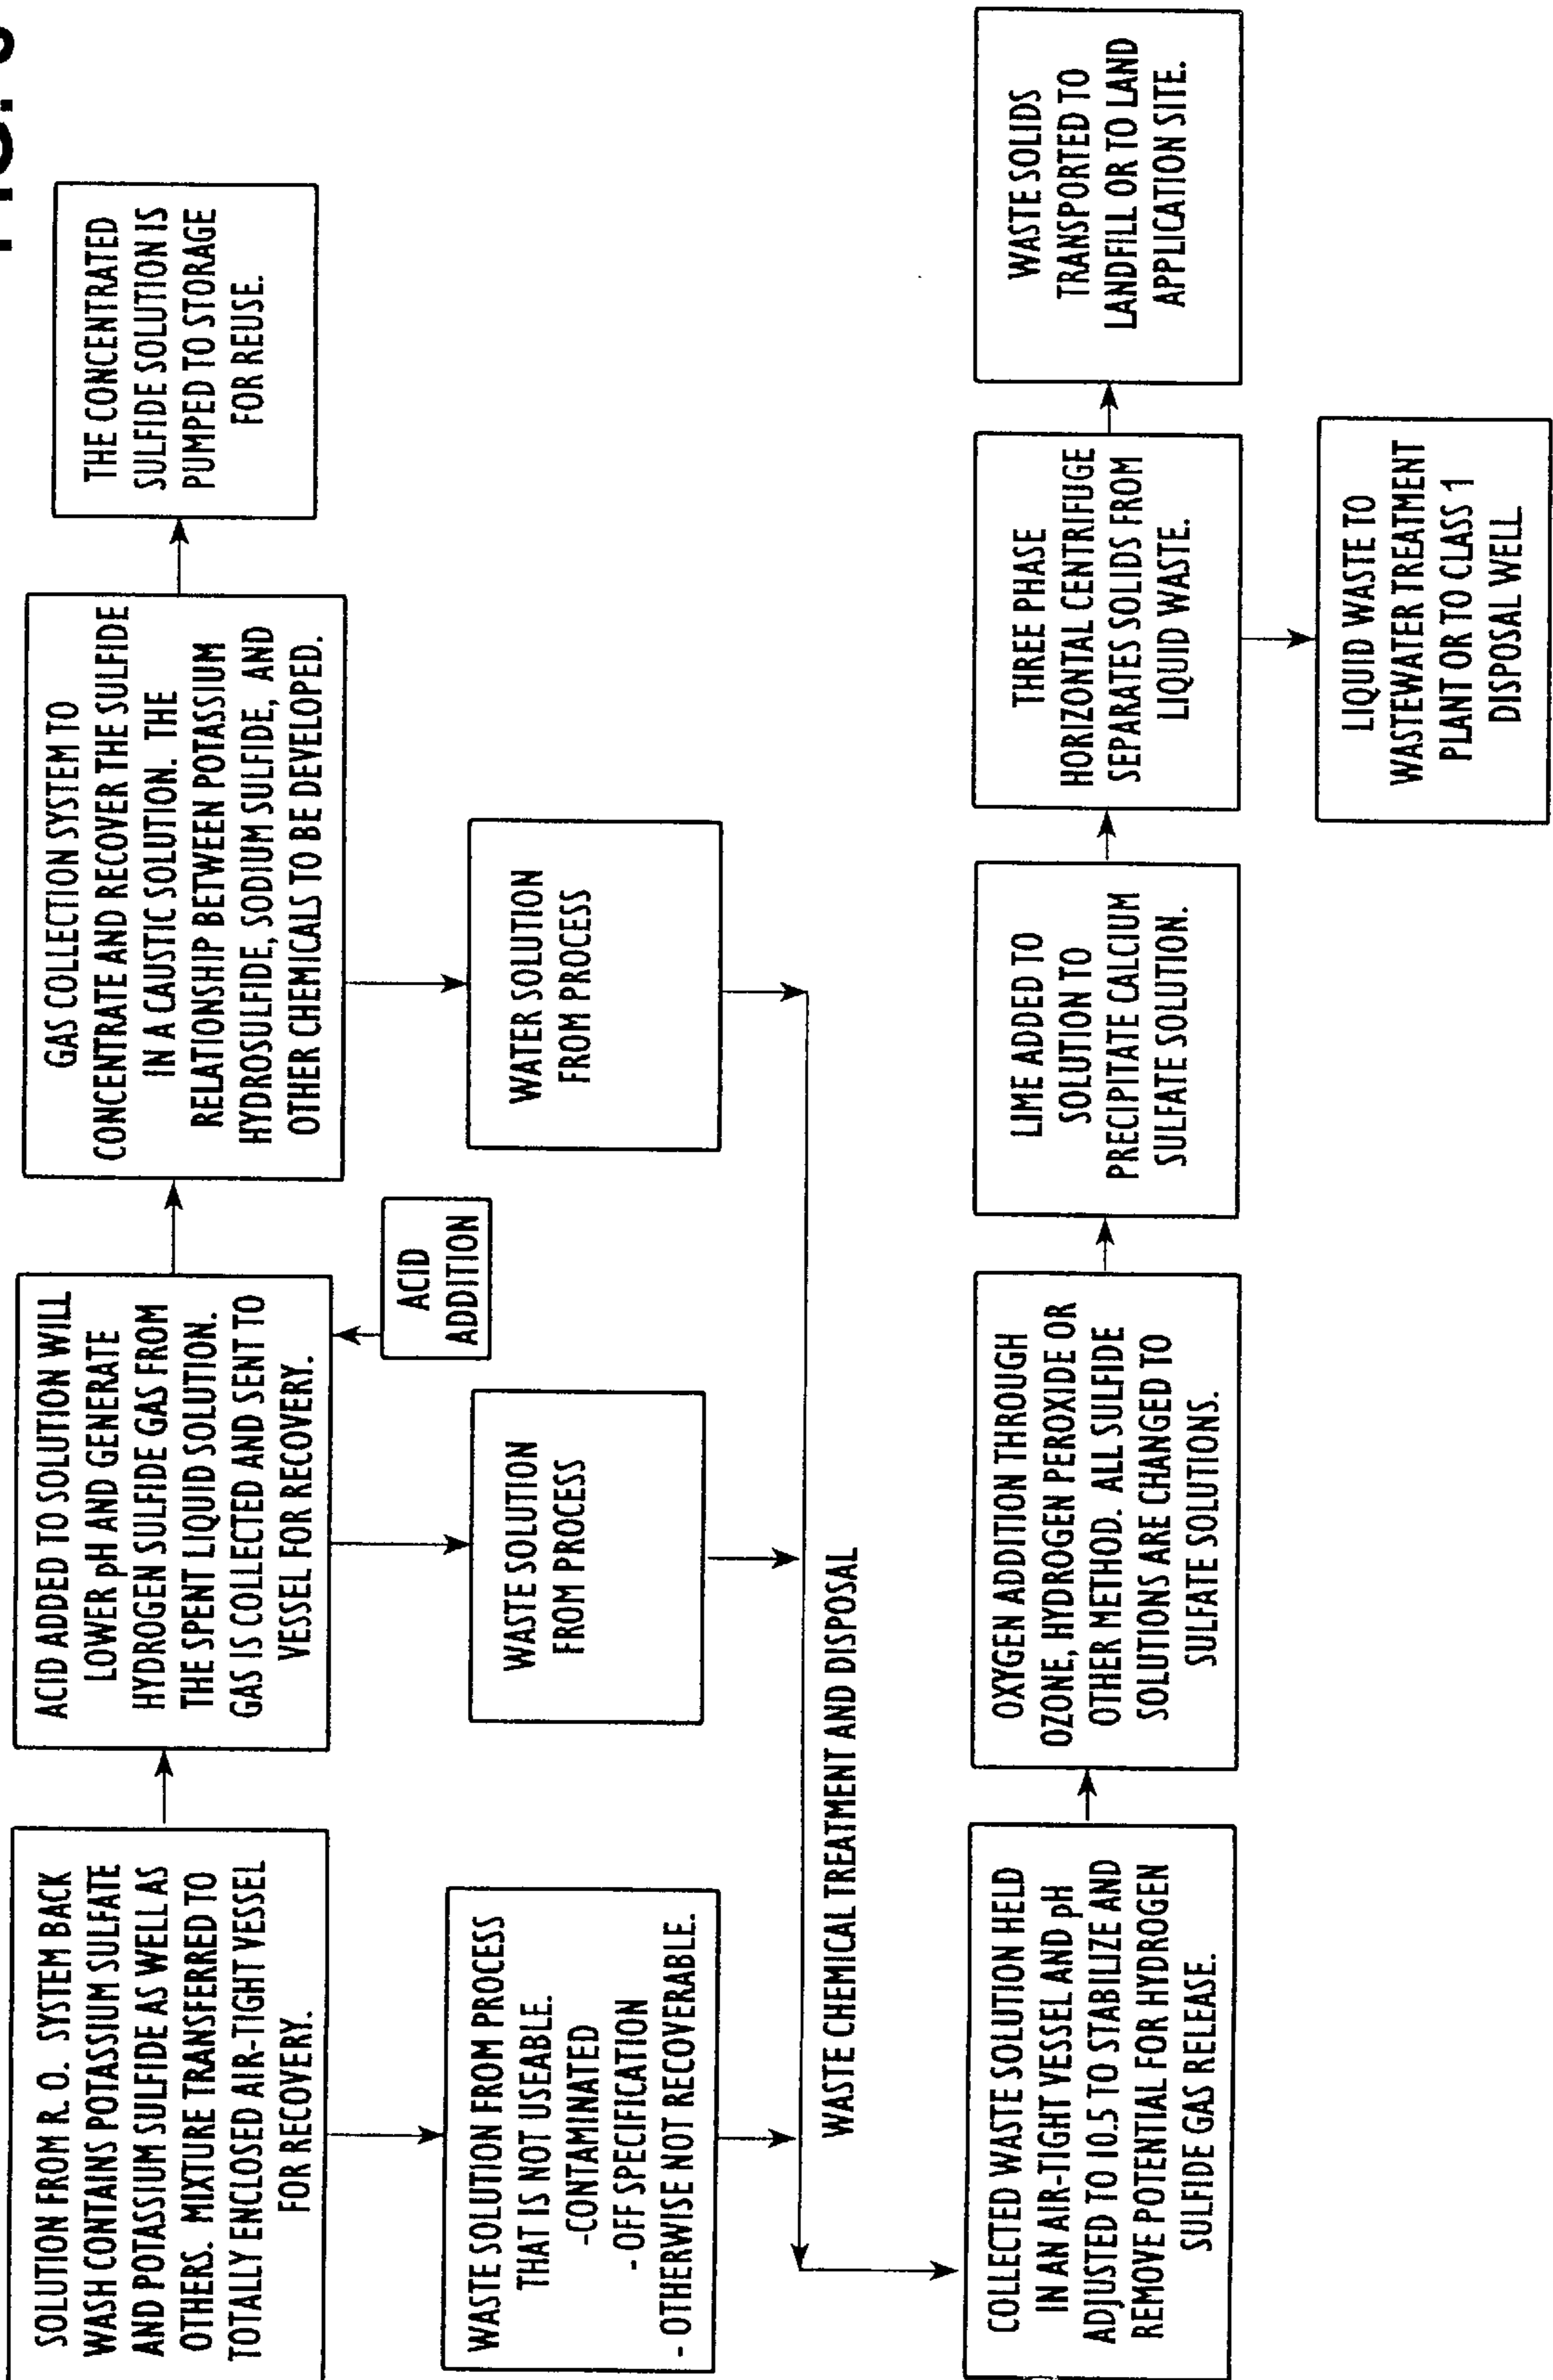 FIG.
SOLUTION FROM R. O. SYSTEM BACK
WASH CONTAINS POTASSIUM SULFATE
AND POTASSIUM SULFIDE AS WELL AS
OTHERS. MIXTURE TRANSFERRED TO
TOTALLY ENCLOSED AIR-TIGHT VESSEL
FOR RECOVERY.
ACID ADDED TO SOLUTION WILL
LOWER pH AND GENERATE
HYDROGEN SULFIDE GAS FROM
THE SPENT LIQUID SOLUTION.
GAS IS COLLECTED AND SENT TO
VESSEL FOR RECOVERY.
GAS COLLECTION SYSTEM TO
CONCENTRATE AND RECOVER THE SULFIDE
IN A CAUSTIC SOLUTION. THE
RELATIONSHIP BETWEEN POTASSIUM
HYDROSULFIDE, SODIUM SULFIDE, AND
OTHER CHEMICALS TO BE DEVELOPED.
THE CONCENTRATED
SULFIDE SOLUTION IS
PUMPED TO STORAGE
FOR REUSE.
ACID
ADDITION
WASTE SOLUTION FROM PROCESS
THAT IS NOT USEABLE.
-CONTAMINATED
- OFF SPECIFICATION
- OTHERWISE NOT RECOVERABLE.
WASTE SOLUTION
FROM PROCESS
WATER SOLUTION
FROM PROCESS
WASTE CHEMICAL TREATMENT AND DISPOSAL
COLLECTED WASTE SOLUTION HELD
IN AN AIR-TIGHT VESSEL AND pH
ADJUSTED TO 10.5 TO STABILIZE AND
REMOVE POTENTIAL FOR HYDROGEN
SULFIDE GAS RELEASE.
OXYGEN ADDITION THROUGH
OZONE, HYDROGEN PEROXIDE OR
OTHER METHOD. ALL SULFIDE
SOLUTIONS ARE CHANGED TO
SULFATE SOLUTIONS.
LIME ADDED TO
SOLUTION TO
PRECIPITATE CALCIUM
SULFATE SOLUTION.
THREE PHASE
HORIZONTAL CENTRIFUGE
SEPARATES SOLIDS FROM
LIQUID WASTE.
WASTE SOLIDS
TRANSPORTED TO
LANDFILL OR TO LAND
APPLICATION SITE.
LIQUID WASTE TO
WASTEWATER TREATMENT
PLANT OR TO CLASS 1
DISPOSAL WELL.